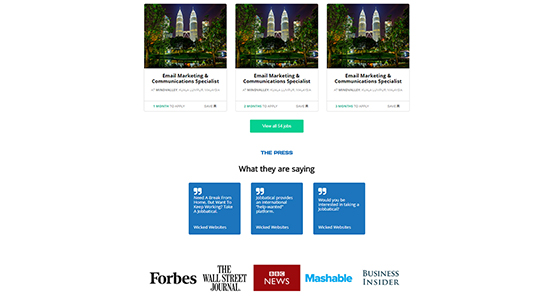 Email Marketing &
Communications Specialist
AT MINDVALLEY, KUALA LUMPUR, MALAYSIA
1 MONTH TO APPLY SAVE
Email Marketing &
Communications Specialist
AT MINDVALLEY, KUALA LUMPUR, MALAYSIA
2 MONTHS TO APPLY SAVE
Email Marketing &
Communications Specialist
AT MINDVALLEY, KUALA LUMPUR, MALAYSIA
2 MONTHS TO APPLY SAVE
View all 14 jobs
THE PRESS
What they are saying
Need A Break From
Home, But Want To
Keep Working? Take
A Jobbatical.
Wicked Websites
Jobbatical provides
an international
"help-wanted"
platform.
Wicked Websites
Would you be
interested in taking a
Jobbatical?
Wicked Websites
Forbes
THE
WALL STREET
JOURNAL.
BBC
NEWS
Mashable
BUSINESS
INSIDER